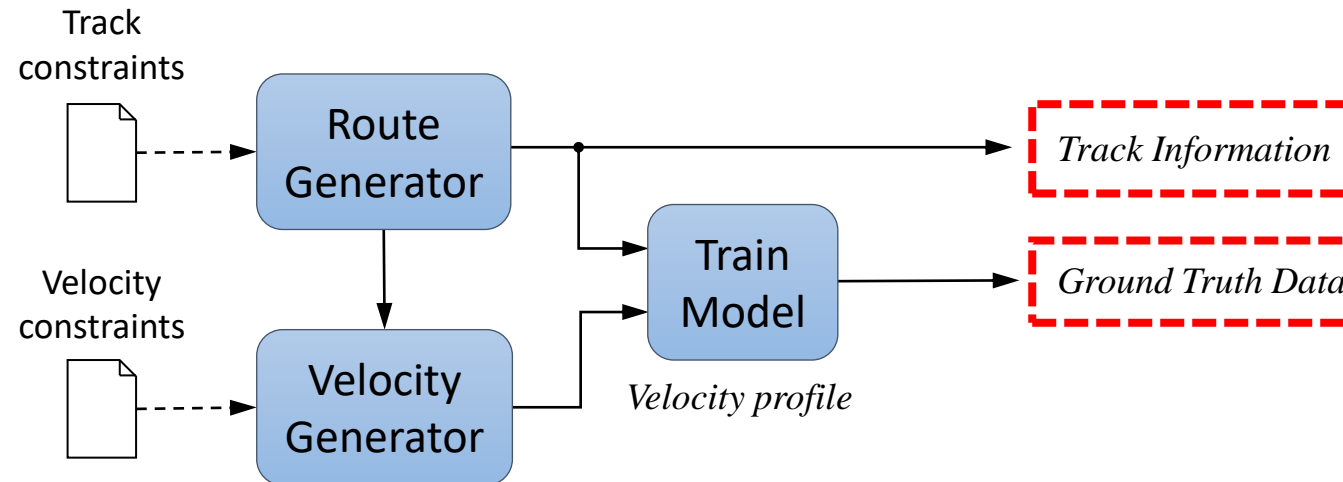 Track
constraints
Route
Generator
Track Information
Train
Model
Ground Truth Data
Velocity
constraints
Velocity
Generator
Velocity profile